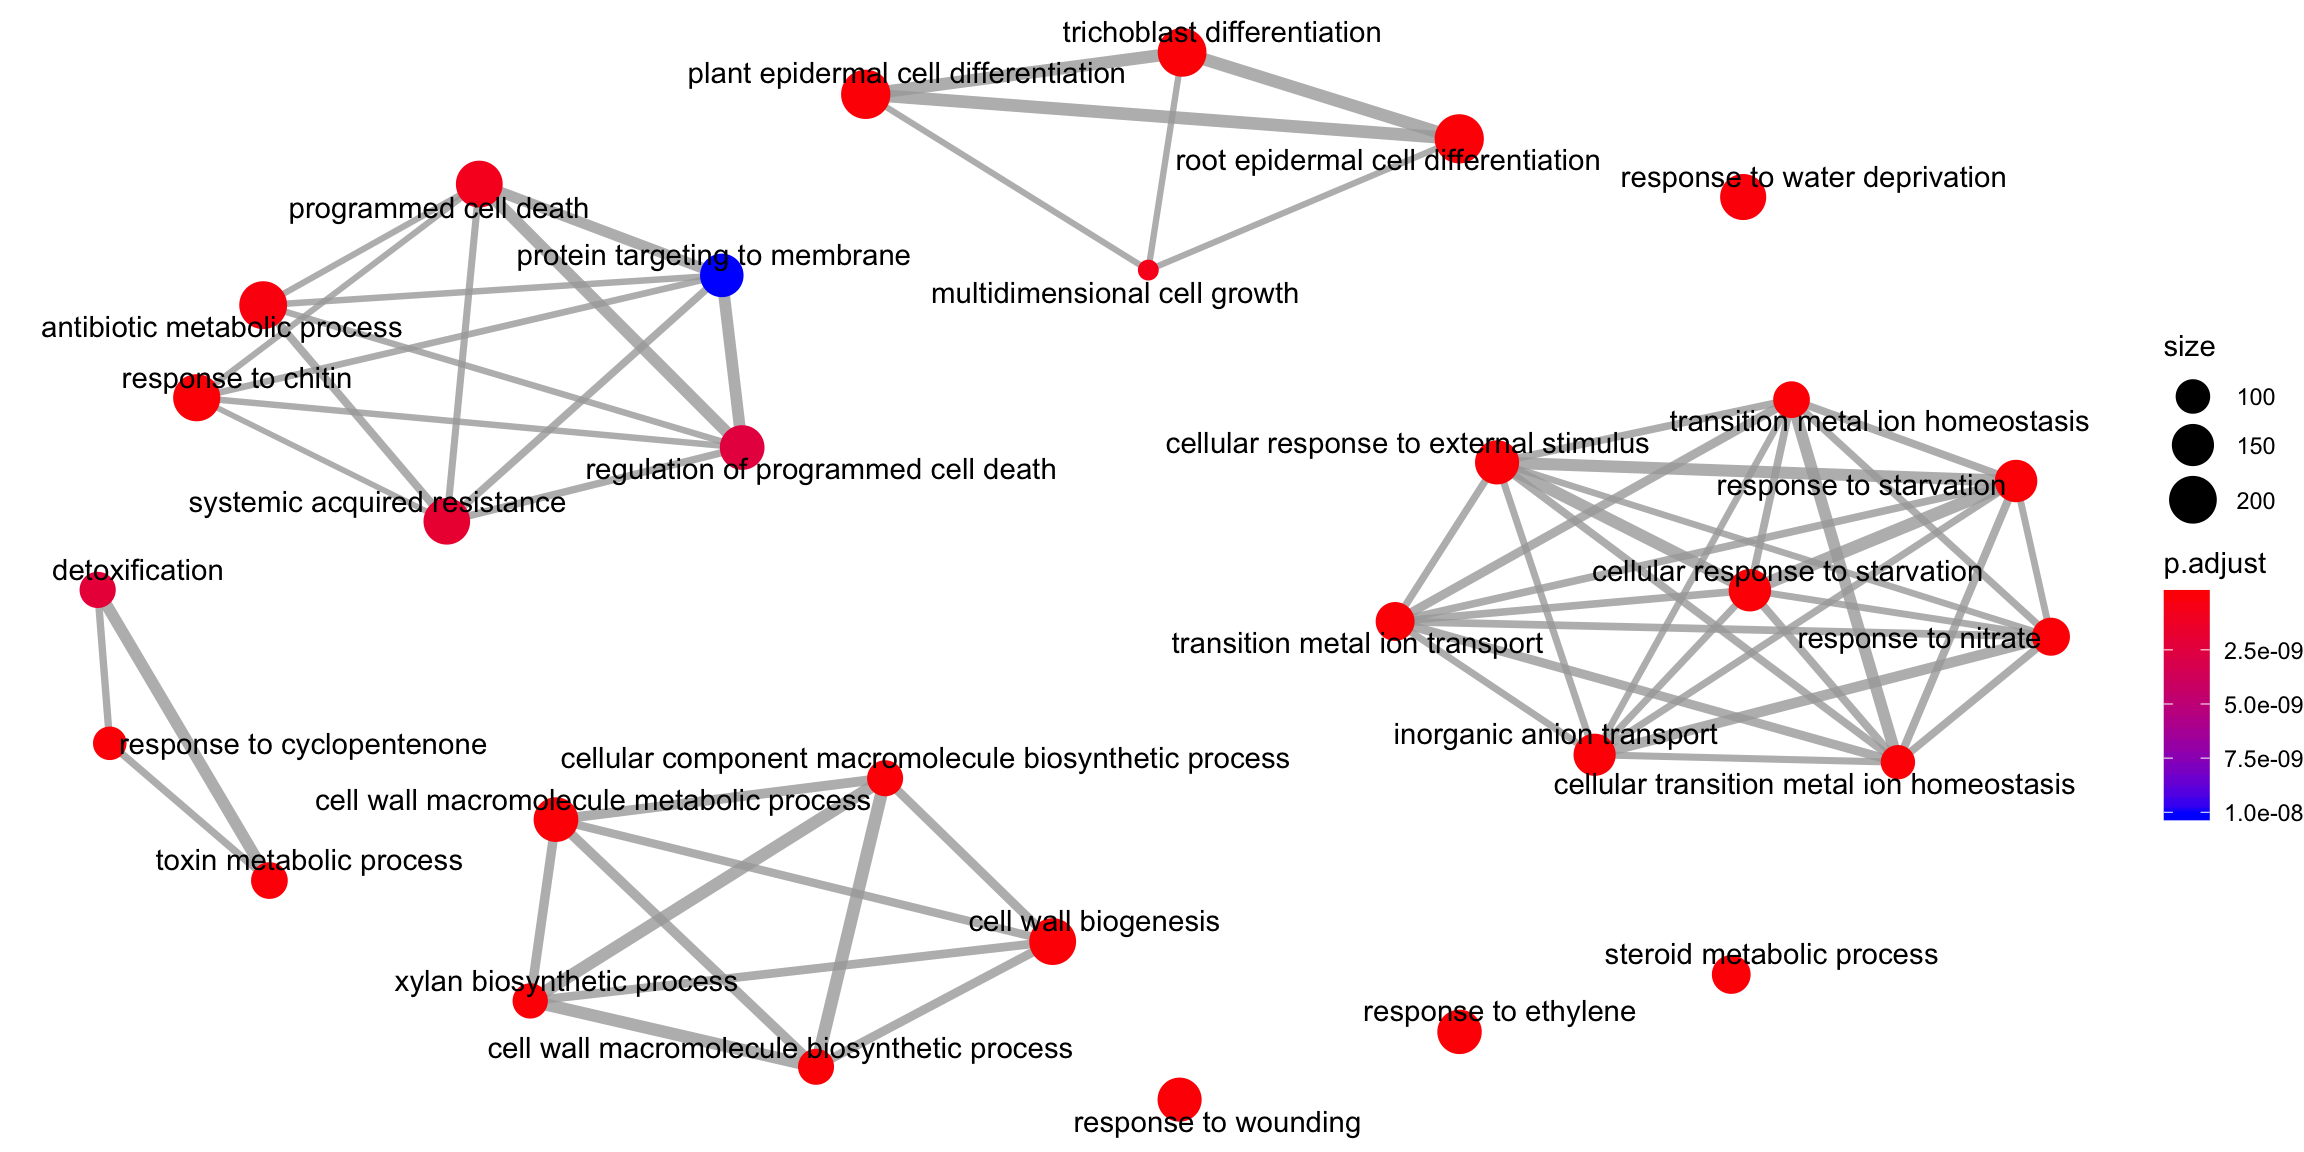 trichoblast differentiation
plant epidermal cell differentiation
root epidermal cell differentiation
response to water deprivation
programmed cell death
protein targeting to membrane
multidimensional cell growth
antibiotic metabolic process
response to chitin
regulation of programmed cell death
systemic acquired resistance
transition metal ion homeostasis
cellular response to external stimulus
response to starvation
cellular response to starvation
response to nitrate
transition metal ion transport
inorganic anion transport
cellular transition metal ion homeostasis
detoxification
response to cyclopentenone
toxin metabolic process
cellular component macromolecule biosynthetic process
cell wall macromolecule metabolic process
cell wall biogenesis
xylan biosynthetic process
cell wall macromolecule biosynthetic process
steroid metabolic process
response to ethylene
response to wounding
size
100
150
200
p.adjust
2.5e-09
5.0e-09
7.5e-09
1.0e-08